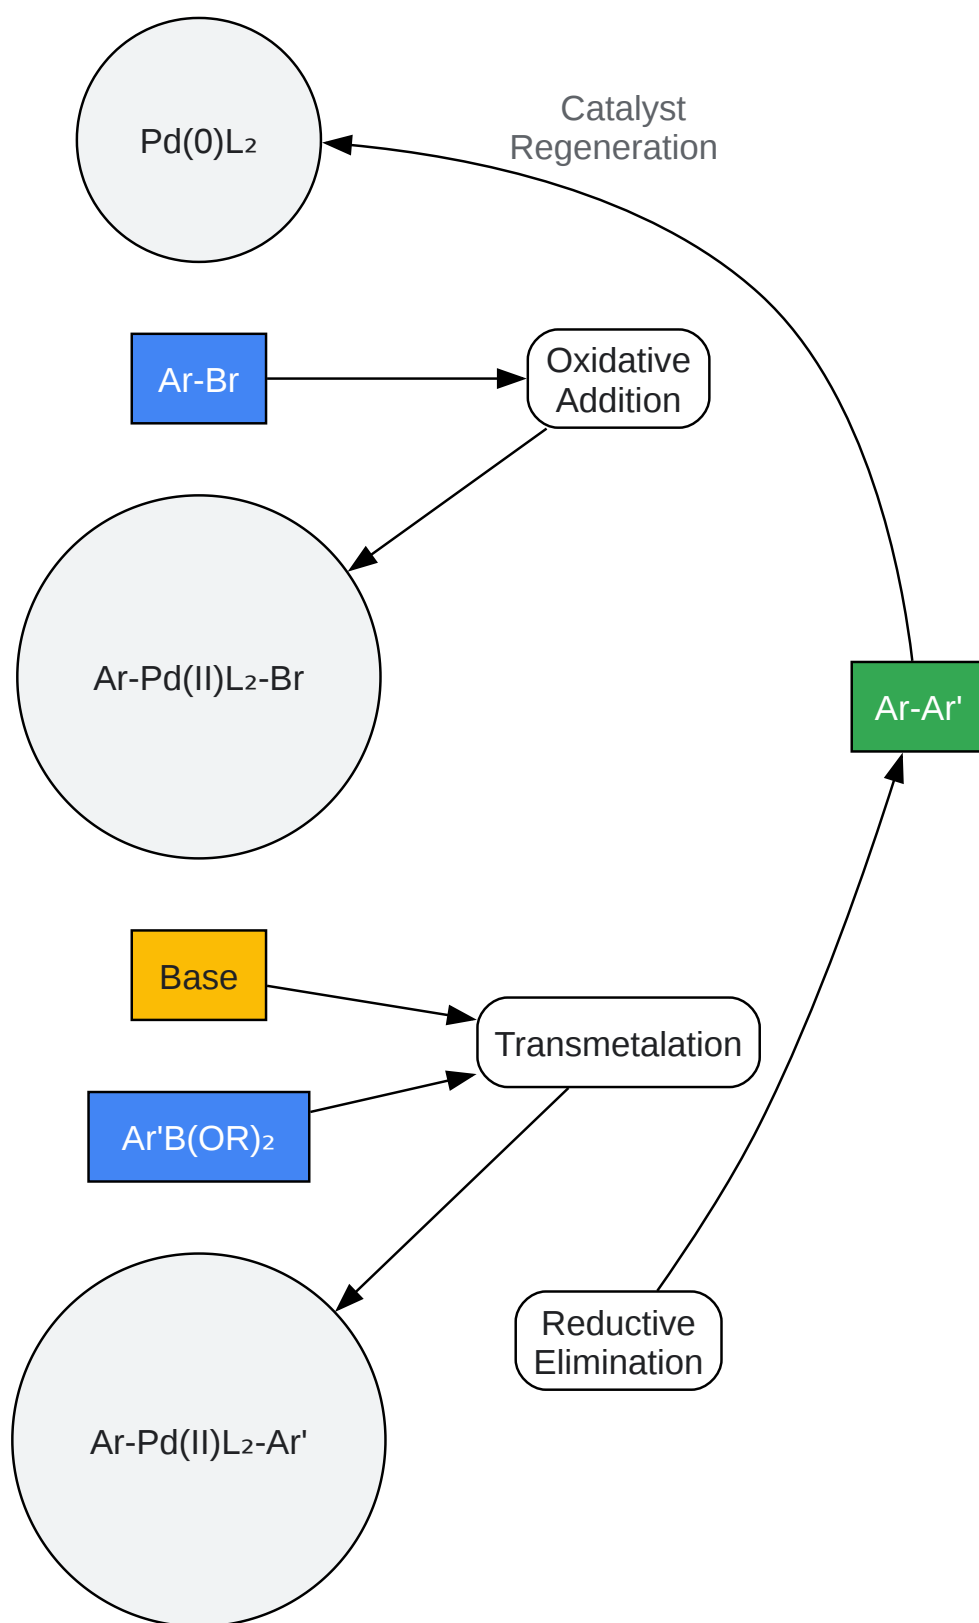 Pd(0)L₂
Catalyst
Regeneration
Ar-Br
Oxidative
Addition
Ar-Pd(II)L₂-Br
Ar-Ar'
Base
Transmetalation
Ar'B(OR)₂
Reductive
Elimination
Ar-Pd(II)L₂-Ar'